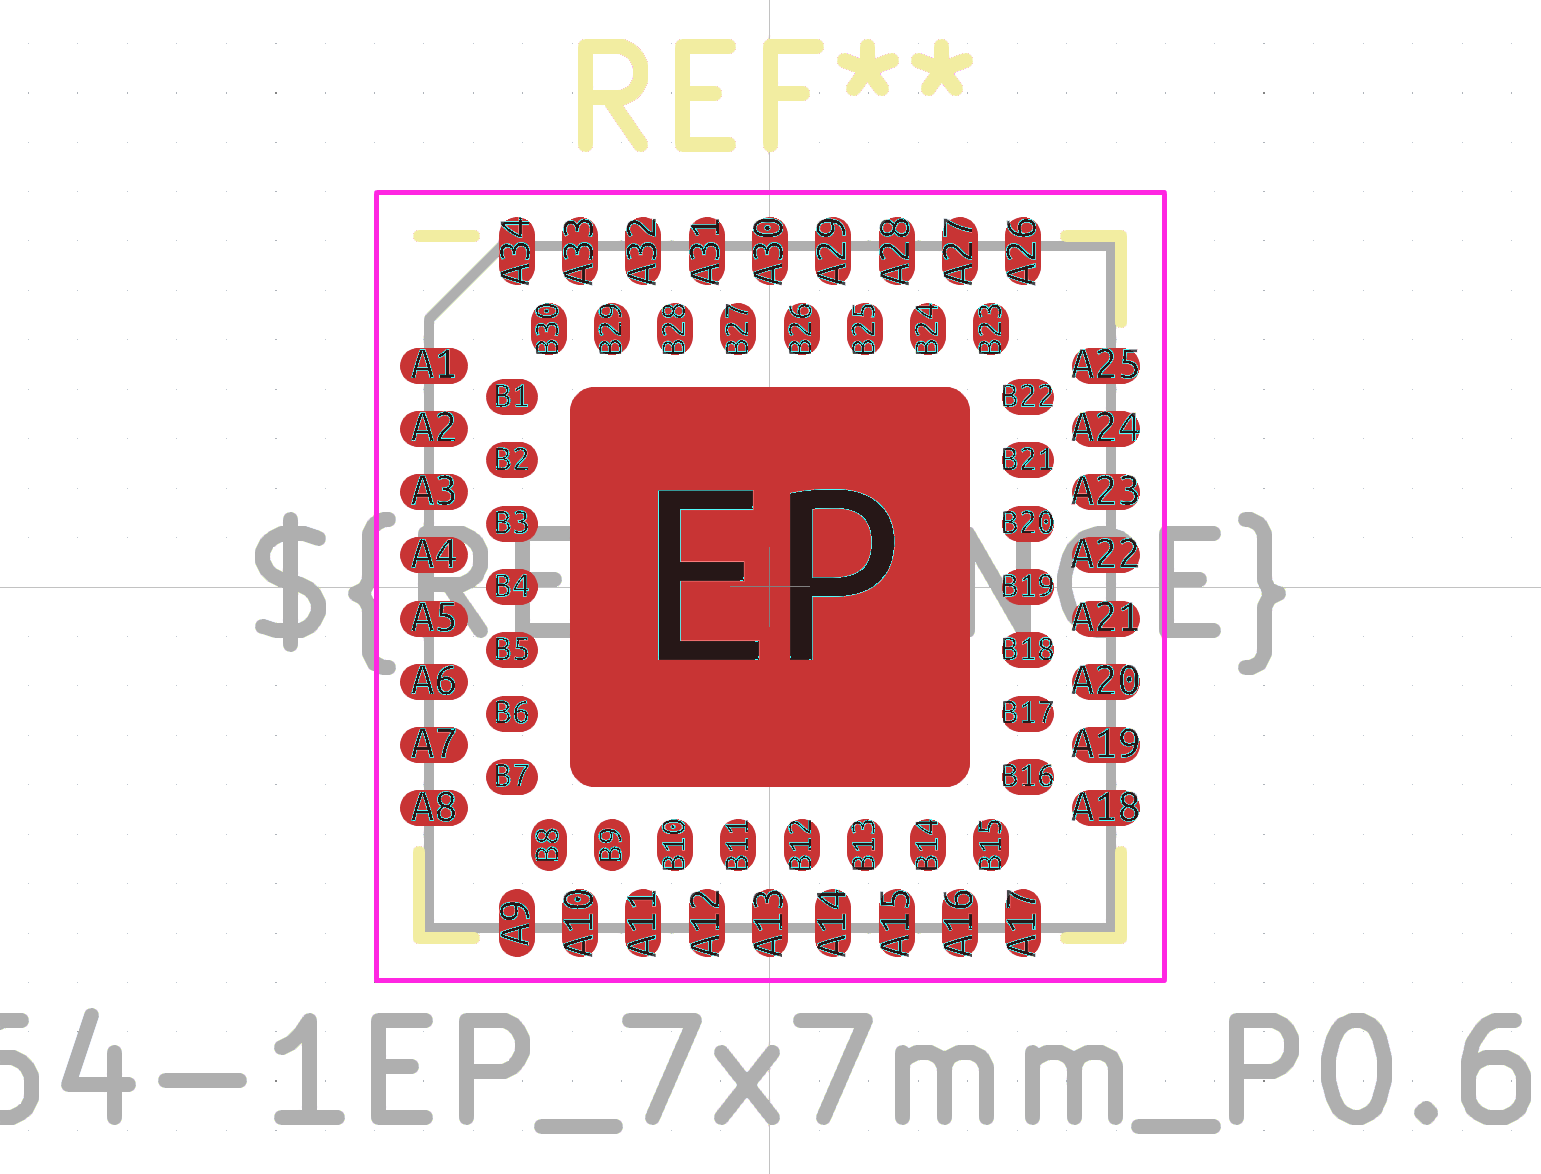 REF**
A34 A33 A32 A31 A30 A29 A28 A27 A26
B30 B29 B28 B27 B26 B25 B24 B23
A1 A25
B1 B22
A2 A24
B2 B21
A3 A23
B3 B20
${RE NCE}
A4 A22
EP
B4 B19
A5 A21
B5 B18
A6 A20
B6 B17
A7 A19
B7 B16
A8 A18
B8 B9 B10 B11 B12 B13 B14 B15
A9 A10 A11 A12 A13 A14 A15 A16 A17
64-1EP_7x7mm_P0.6